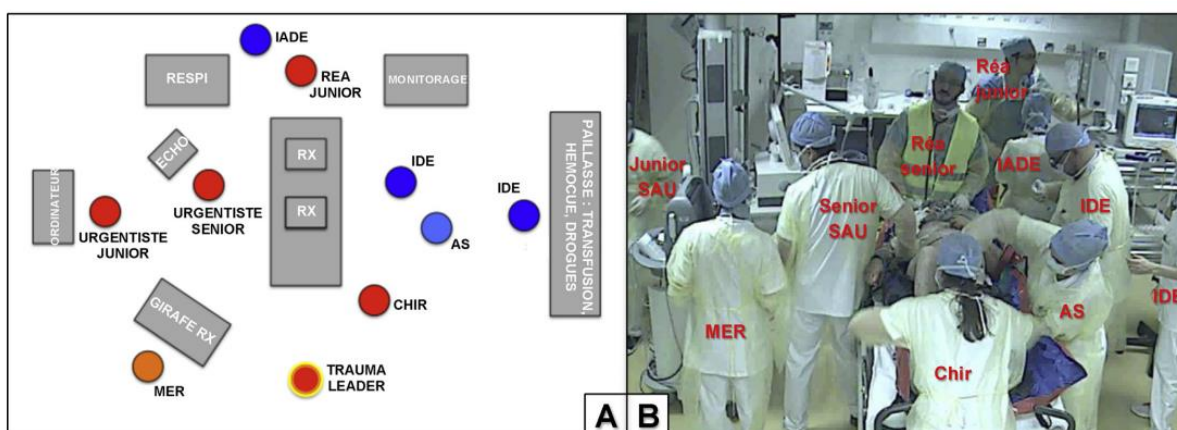 IADE
RESPI
REA
JUNIOR
MONITORAGE
ECHO
RX
IDE
PAILLASSE : TRANSFUSION,
HEMOCUE, DROGUES
ORDINATEUR
URGENTISTE
JUNIOR
URGENTISTE
SENIOR
RX
IDE
AS
GIRAFE RX
CHIR
MER
TRAUMA
LEADER
A
B
Réa
junior
Junior
SAU
Réa
senior
IADE
Senior
SAU
IDE
MER
AS
IDE
Chir